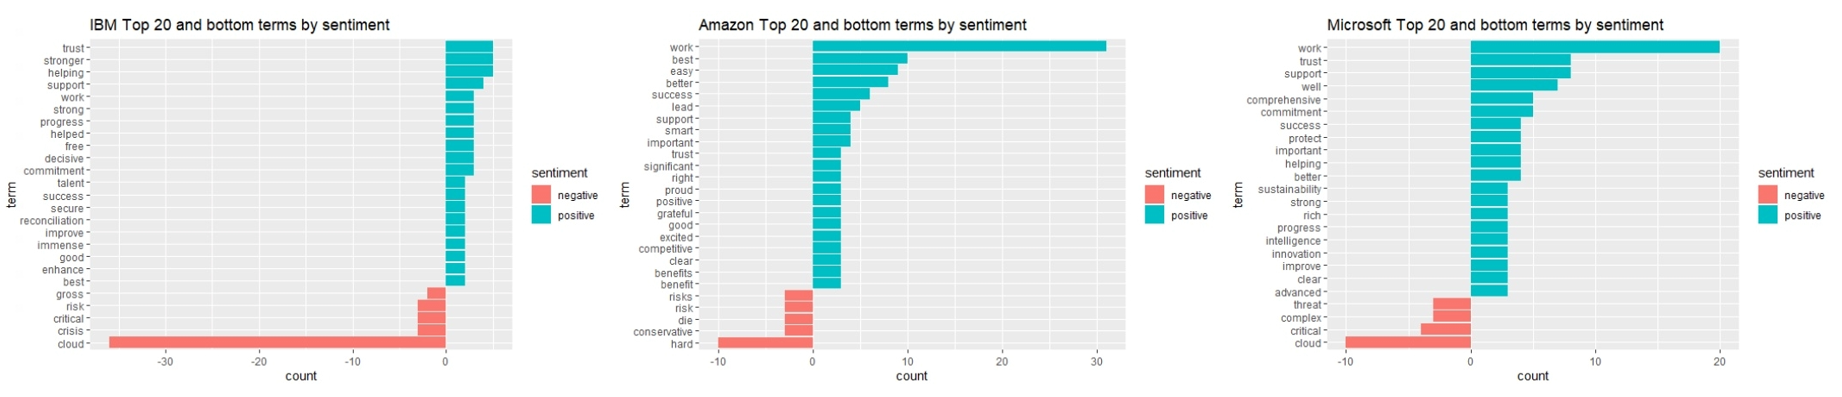 IBM Top 20 and bottom terms by sentiment
trust
stronger
helping
support
work
strong
progress
helped
free
decisive
commitment
talent
success
secure
reconciliation
improve
immense
good
enhance
best
gross
risk
critical
crisis
cloud
term
-30 -20 -10 0
count
sentiment
negative
positive
Amazon Top 20 and bottom terms by sentiment
work
best
easy
better
success
lead
support
smart
important
trust
significant
right
proud
positive
grateful
good
excited
competitive
clear
benefits
benefit
risks
risk
die
conservative
hard
term
-10 0 10 20 30
count
sentiment
negative
positive
Microsoft Top 20 and bottom terms by sentiment
work
trust
support
well
comprehensive
commitment
success
protect
important
helping
better
sustainability
strong
rich
progress
intelligence
innovation
improve
clear
advanced
threat
complex
critical
cloud
term
-10 0 10 20
count
sentiment
negative
positive